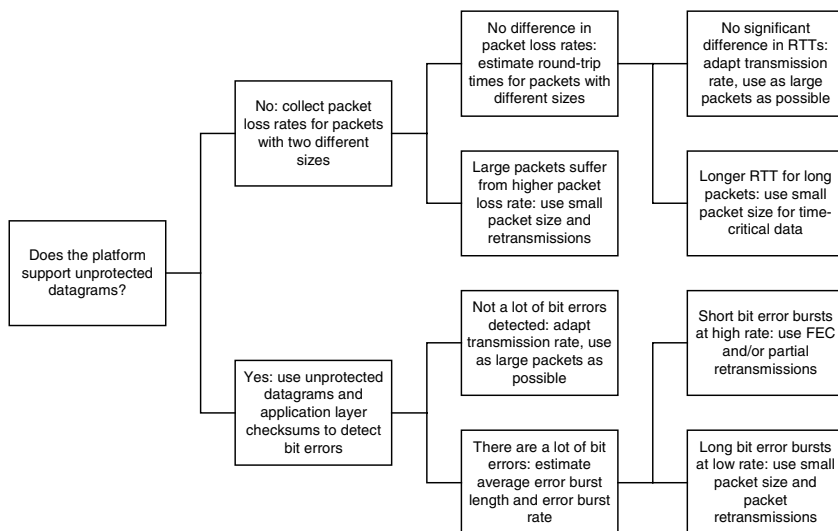 Does the platform
support unprotected
datagrams?
No: collect packet
loss rates for packets
with two different
sizes
Yes: use unprotected
datagrams and
application layer
checksums to detect
bit errors
No difference in
packet loss rates:
estimate round-trip
times for packets with
different sizes
Large packets suffer
from higher packet
loss rate: use small
packet size and
retransmissions
Not a lot of bit errors
detected: adapt
transmission rate, use
as large packets as
possible
There are a lot of bit
errors: estimate
average error burst
length and error burst
rate
No significant
difference in RTTs:
adapt transmission
rate, use as large
packets as possible
Longer RTT for long
packets: use small
packet size for time-
critical data
Short bit error bursts
at high rate: use FEC
and/or partial
retransmissions
Long bit error bursts
at low rate: use small
packet size and
packet
retransmissions